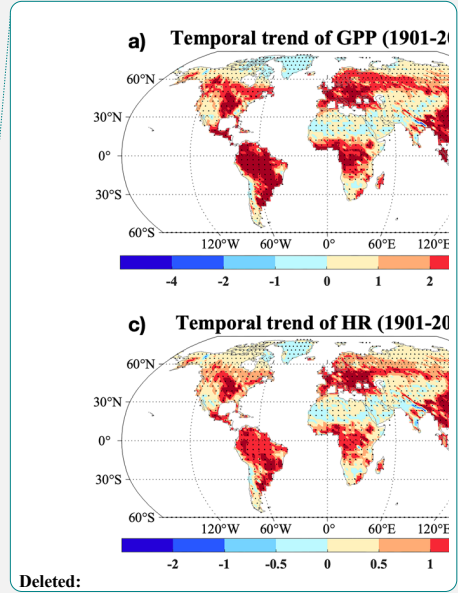 a) Temporal trend of GPP (1901-20
60°N
30°N
0°
30°S
60°S
120°W 60°W 0° 60°E 120°E
-4 -2 -1 0 1 2
c) Temporal trend of HR (1901-20
60°N
30°N
0°
30°S
60°S
120°W 60°W 0° 60°E 120°E
-2 -1 -0.5 0 0.5 1
Deleted: